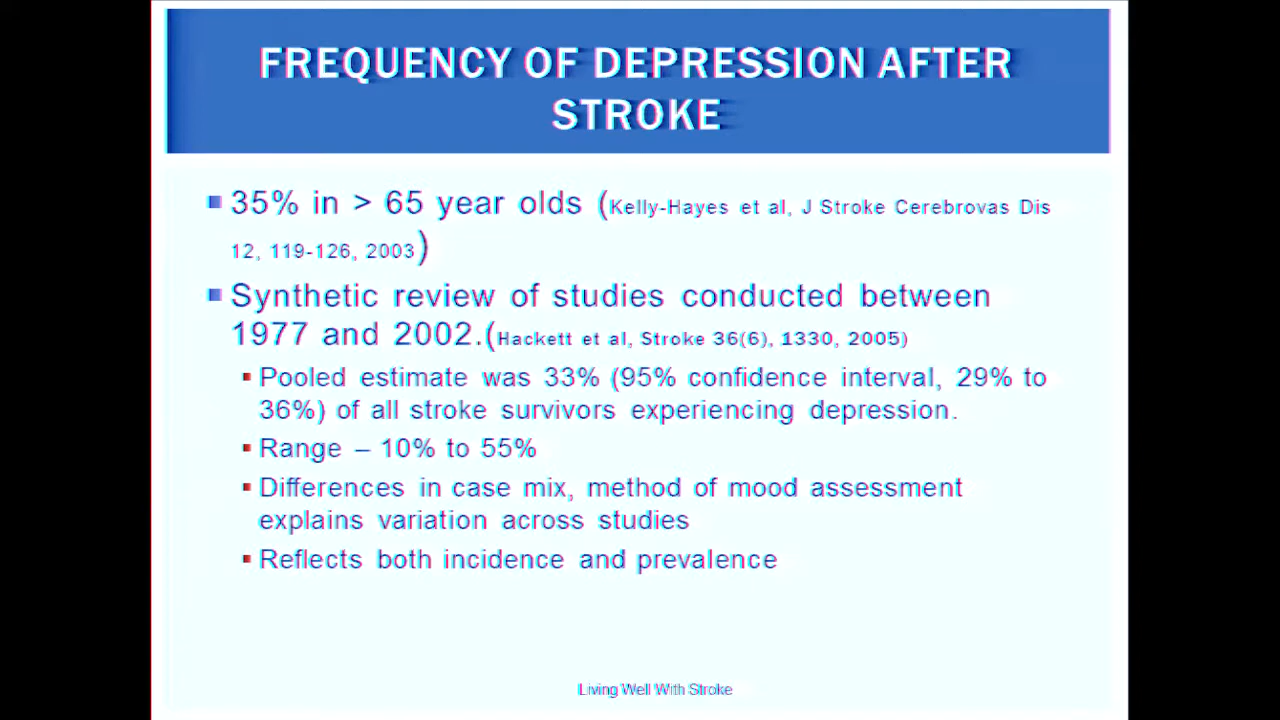 FREQUENCY OF DEPRESSION AFTER
STROKE
35% in > 65 year olds (Kelly-Hayes et al, J Stroke Cerebrovas Dis
12, 119-126, 2003)
Synthetic review of studies conducted between
1977 and 2002.(Hackett et al, Stroke 36(6), 1330, 2005)
Pooled estimate was 33% (95% confidence interval, 29% to
36%) of all stroke survivors experiencing depression.
Range – 10% to 55%
Differences in case mix, method of mood assessment
explains variation across studies
Reflects both incidence and prevalence
Living Well With Stroke